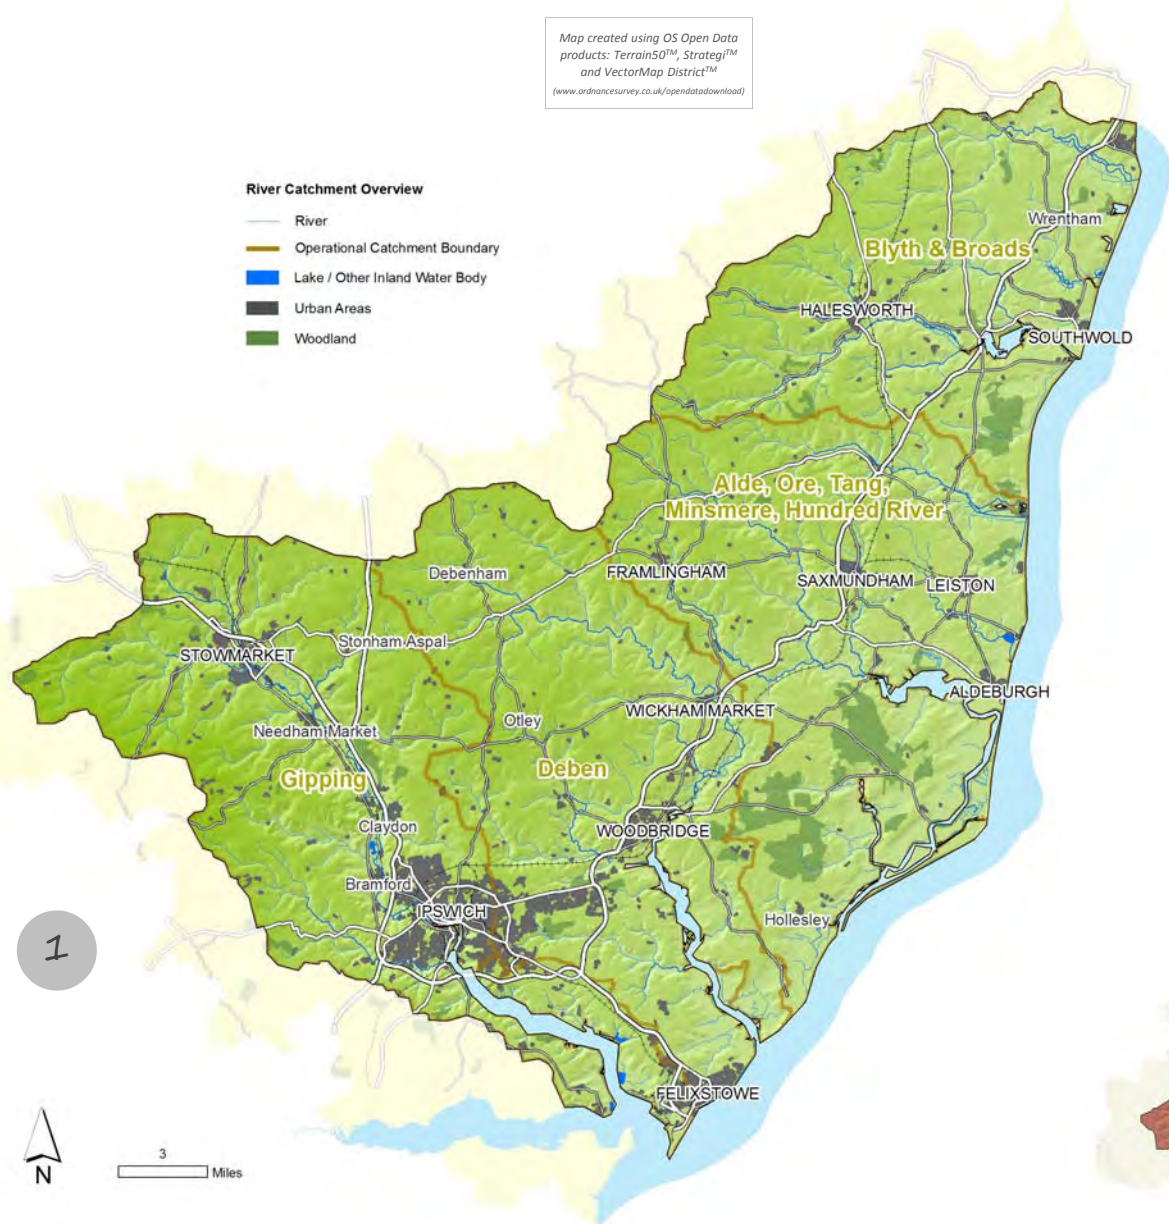 Map created using OS Open Data
products: Terrain50™, Strategi™
and VectorMap District™
(www.ordnancesurvey.co.uk/opendatadownload)
River Catchment Overview
River
Operational Catchment Boundary
Lake / Other Inland Water Body
Urban Areas
Woodland
Wrentham
Blyth & Broads
HALESWORTH
SOUTHWOLD
Alde, Ore, Tang,
Minsmere, Hundred River
Debenham
FRAMLINGHAM
SAXMUNDHAM
LEISTON
Stonham Aspal
STOWMARKET
ALDEBURGH
WICKHAM MARKET
Otley
Needham Market
Deben
Gipping
Claydon
WOODBRIDGE
Bramford
IPSWICH
Hollesley
1
FELIXSTOWE
N
3
Miles